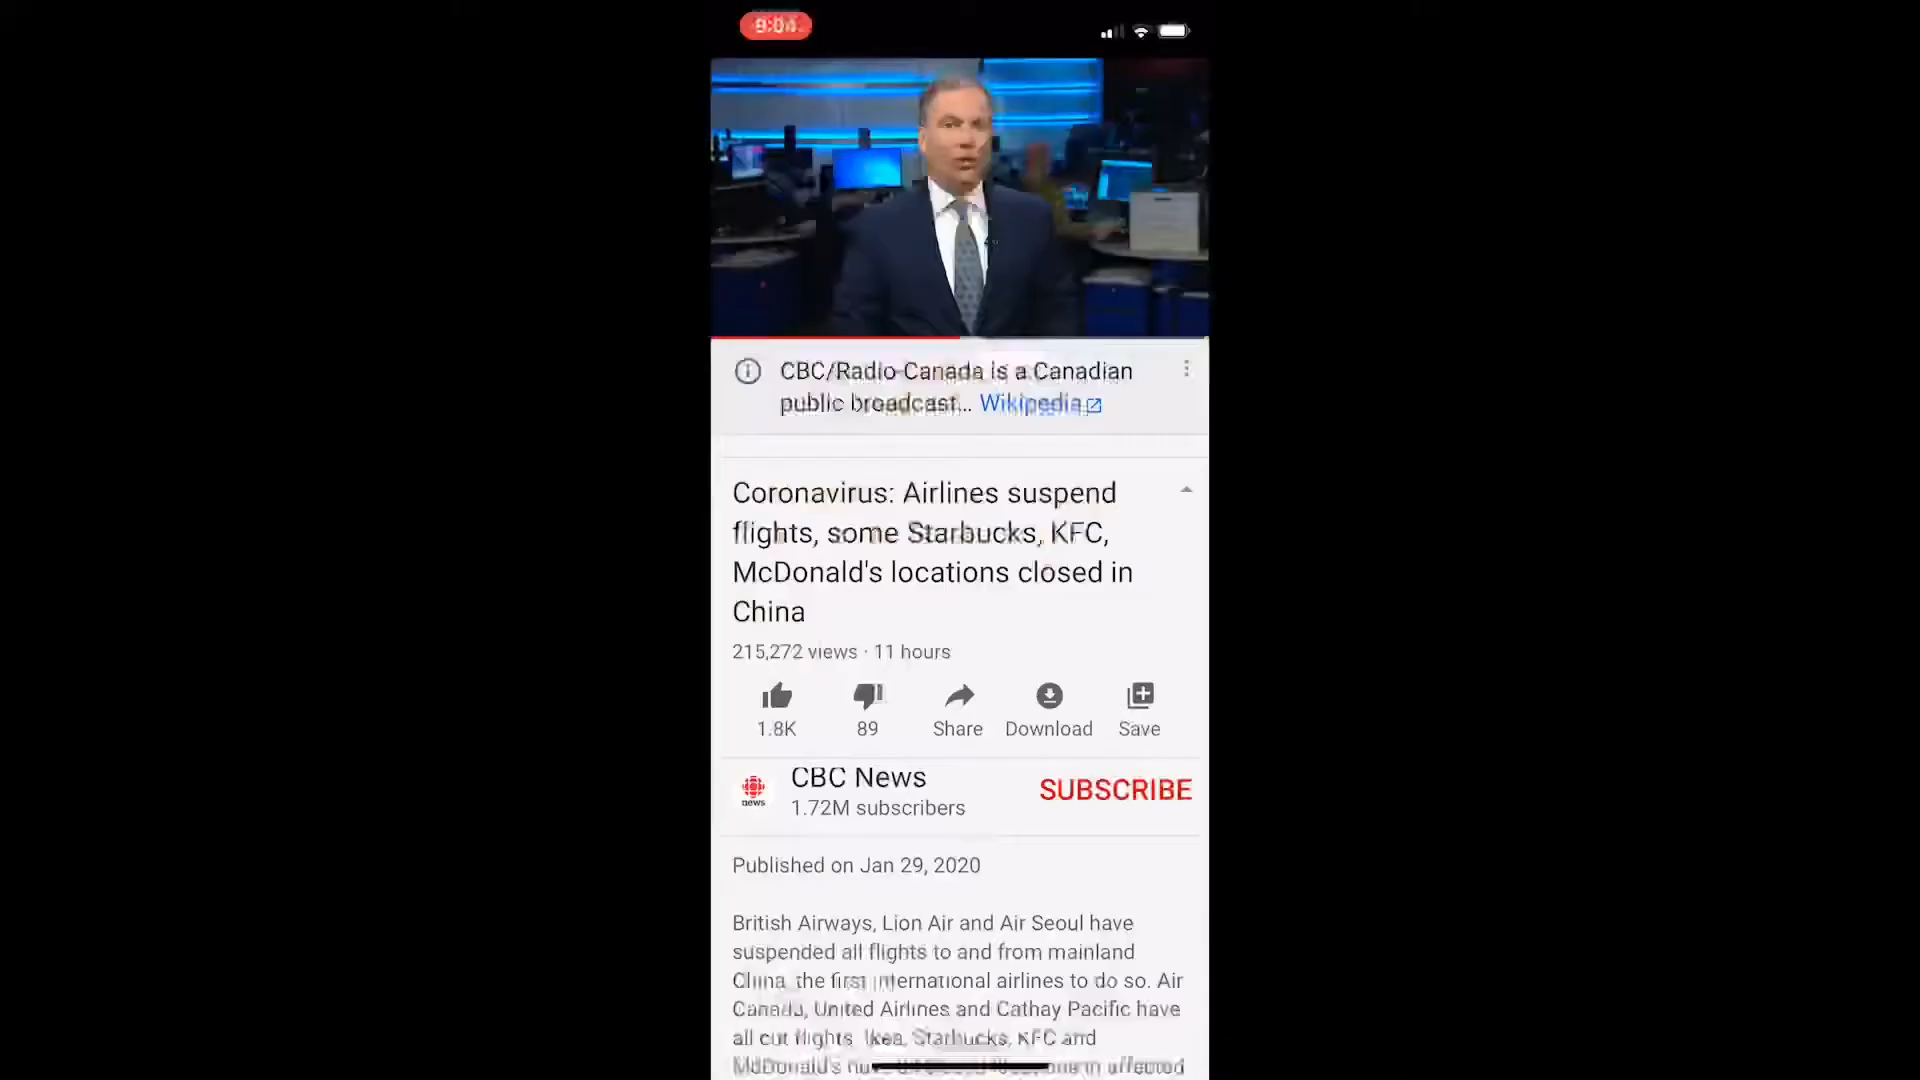 9:04
CBC/Radio-Canada is a Canadian
public broadcast... Wikipedia
Coronavirus: Airlines suspend
flights, some Starbucks, KFC,
McDonald's locations closed in
China
215,272 views · 11 hours
1.8K 89 Share Download Save
CBC News
1.72M subscribers
SUBSCRIBE
news
Published on Jan 29, 2020
British Airways, Lion Air and Air Seoul have
suspended all flights to and from mainland
China, the first international airlines to do so. Air
Canada, United Airlines and Cathay Pacific have
all cut flights. Ikea, Starbucks, KFC and
McDonald's in affected